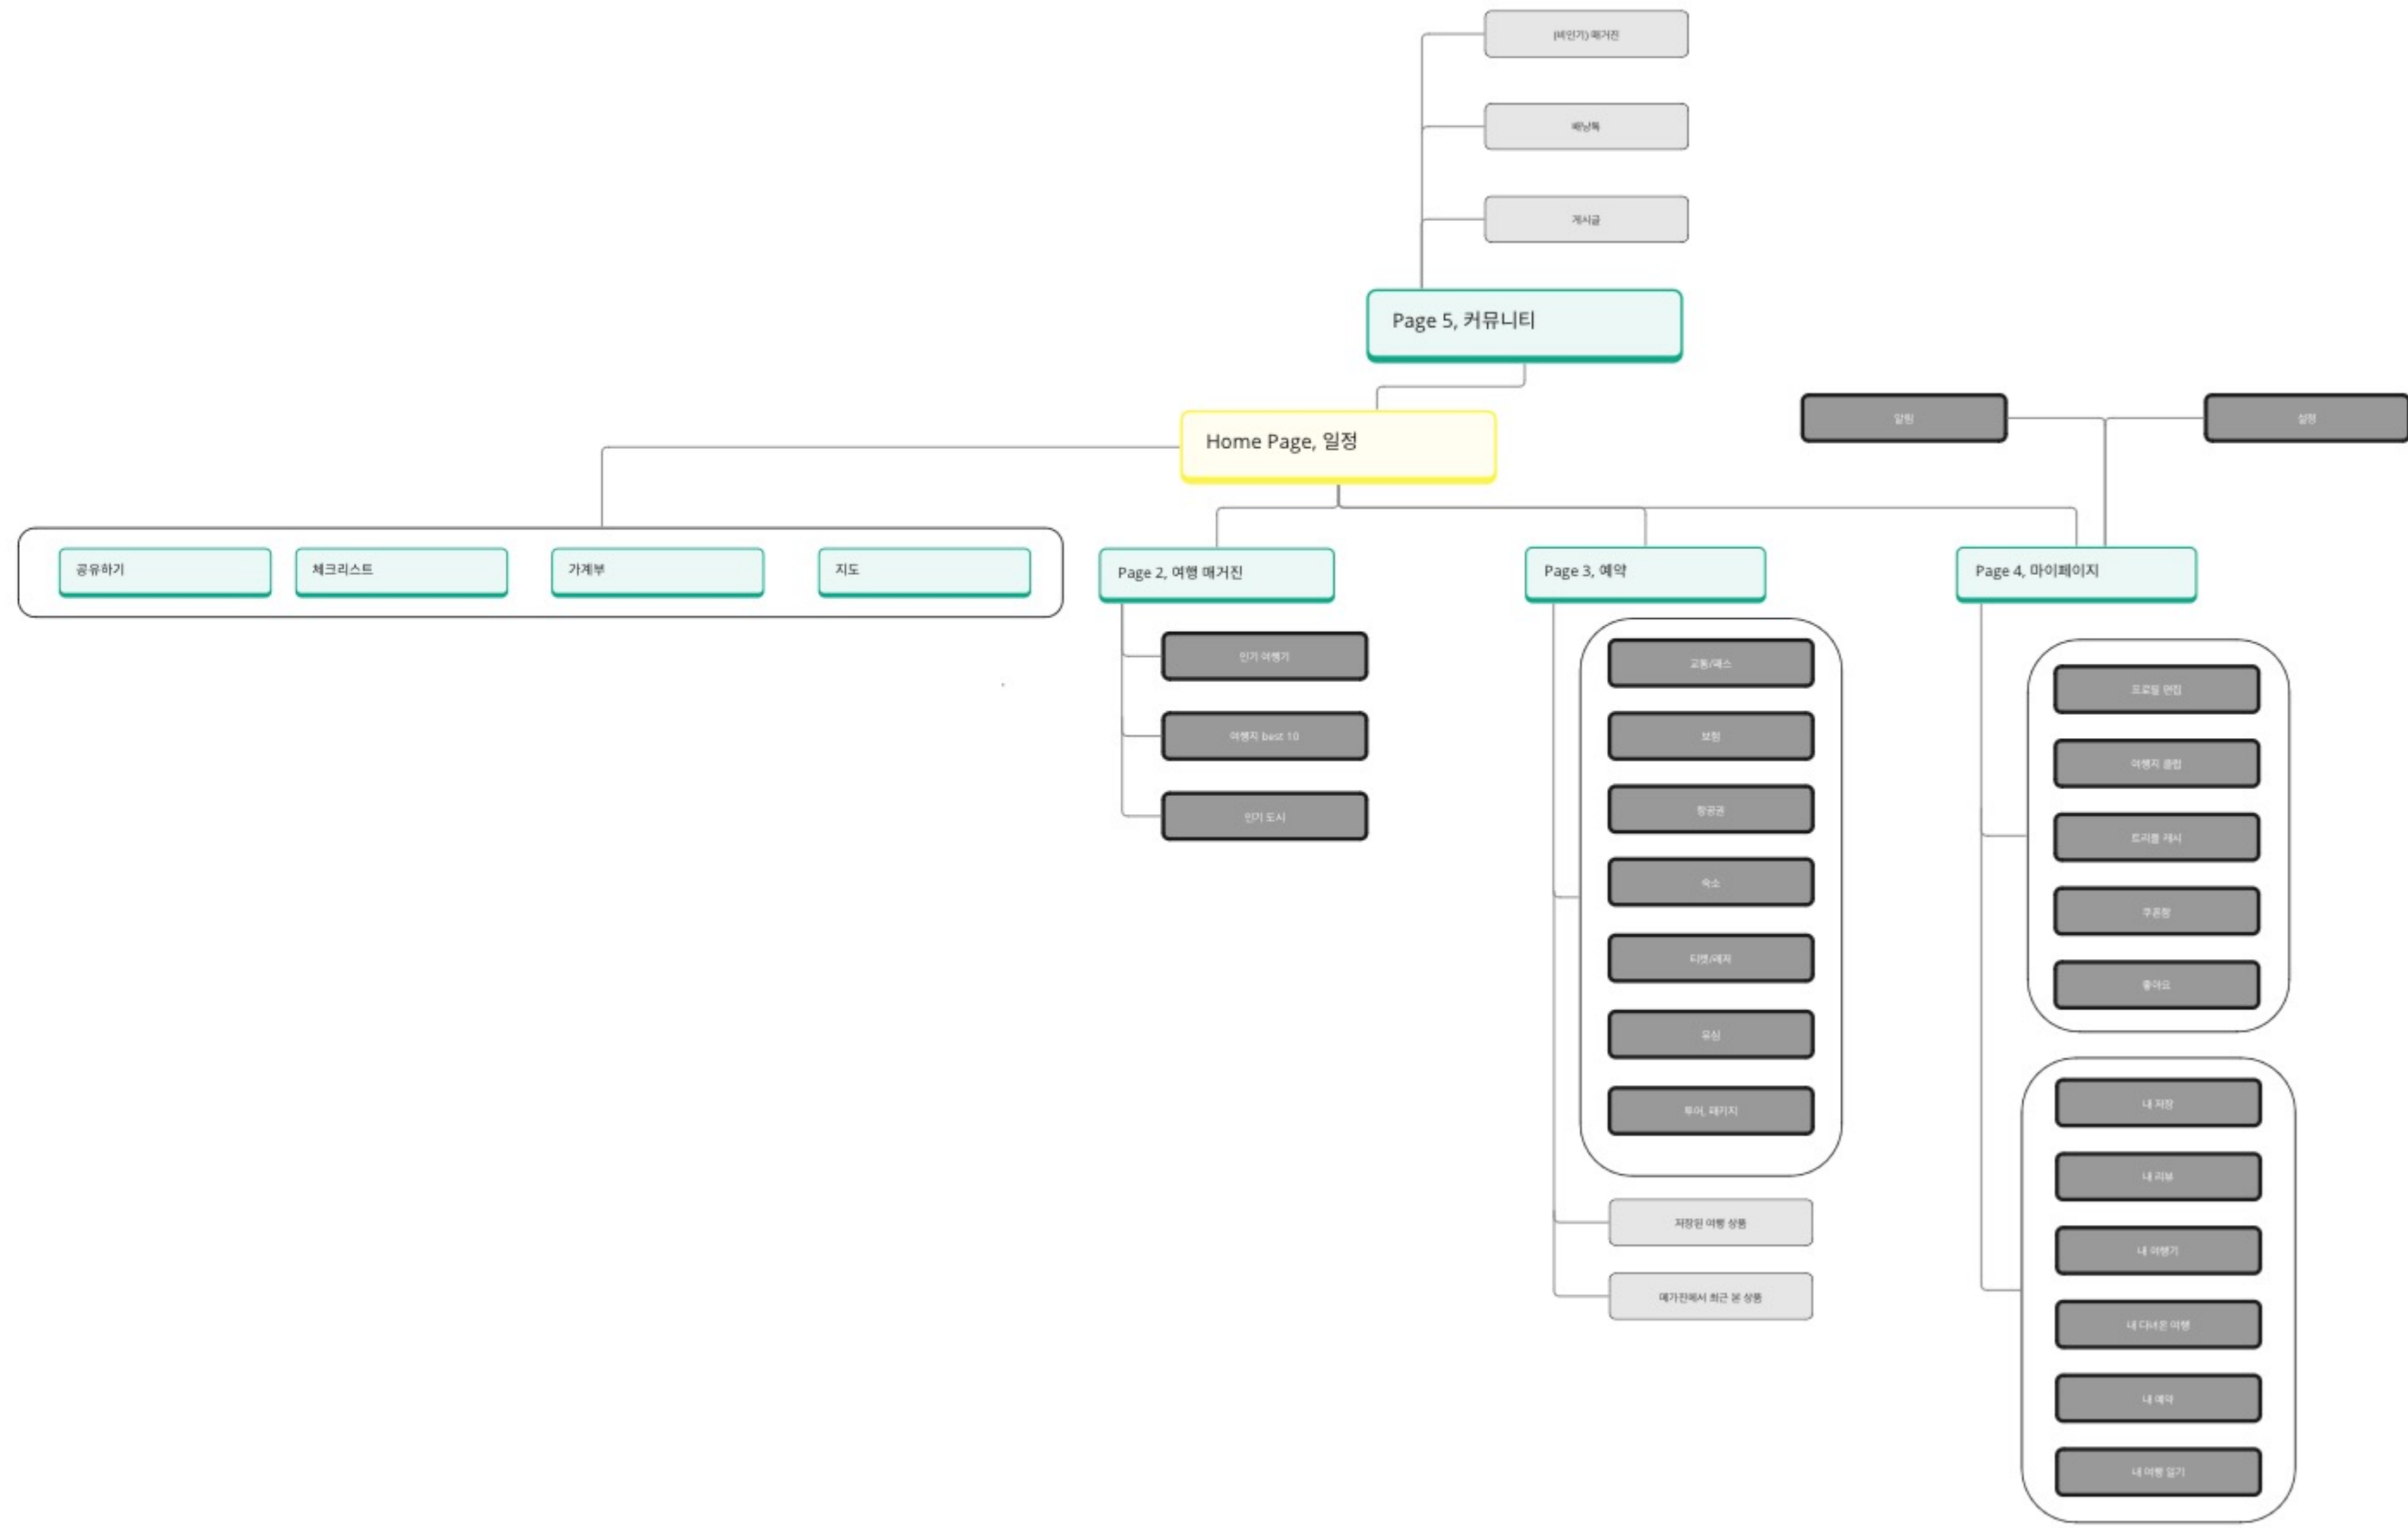 (비인기) 매거진
배낭톡
게시글
Page 5, 커뮤니티
알림
설정
Home Page, 일정
공유하기
체크리스트
가계부
지도
Page 2, 여행 매거진
인기 여행기
여행지 best 10
인기 도시
Page 3, 예약
교통/패스
보험
항공권
숙소
티켓/레저
유심
투어, 패키지
저장된 여행 상품
매가진에서 최근 본 상품
Page 4, 마이페이지
프로필 편집
여행자 클럽
트리플 캐시
쿠폰함
좋아요
내 저장
내 리뷰
내 여행기
내 다녀온 여행
내 예약
내 여행 일기